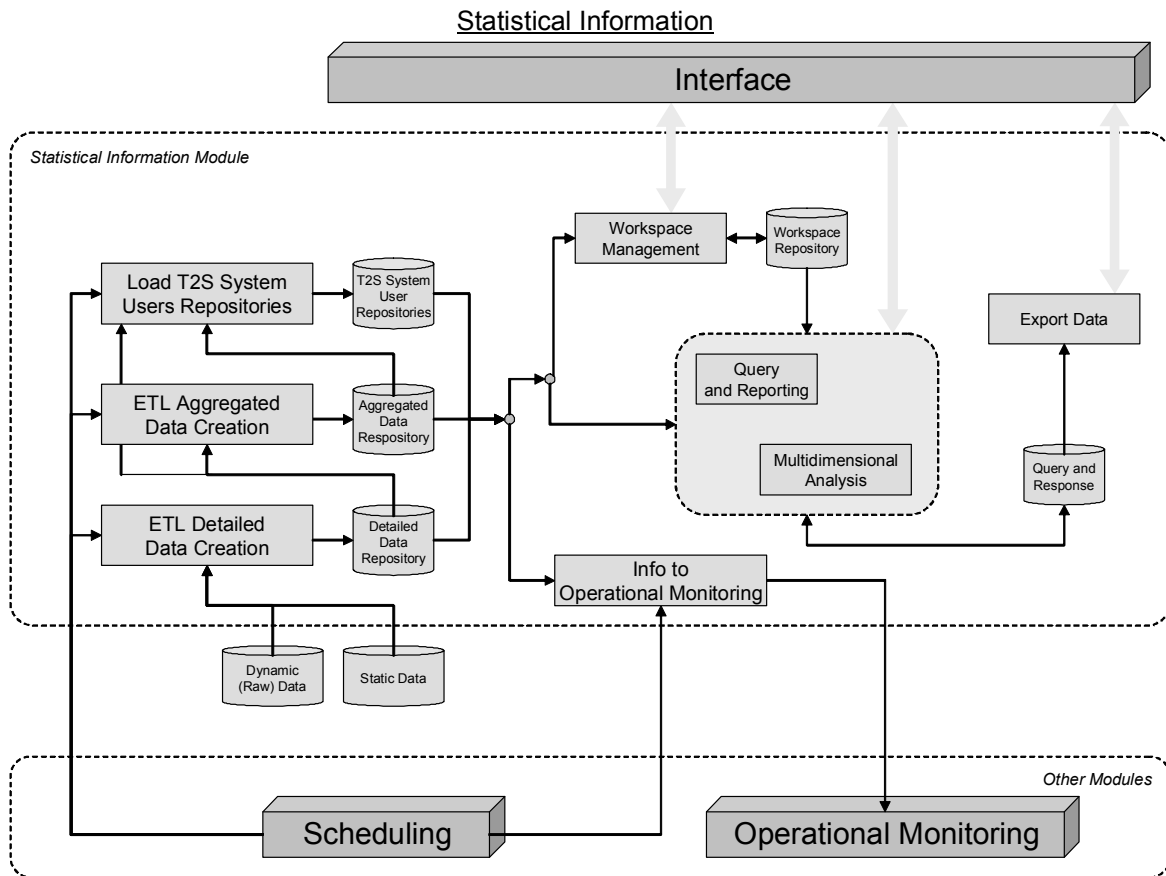 Statistical Information
Interface
Statistical Information Module
Workspace
Management
Workspace
Repository
Load T2S System
Users Repositories
T2S System
User
Repositories
Export Data
Query
and Reporting
ETL Aggregated
Data Creation
Aggregated
Data
Respository
Multidimensional
Analysis
Query and
Response
ETL Detailed
Data Creation
Detailed
Data
Repository
Info to
Operational Monitoring
Dynamic
(Raw) Data
Static Data
Other Modules
Scheduling
Operational Monitoring